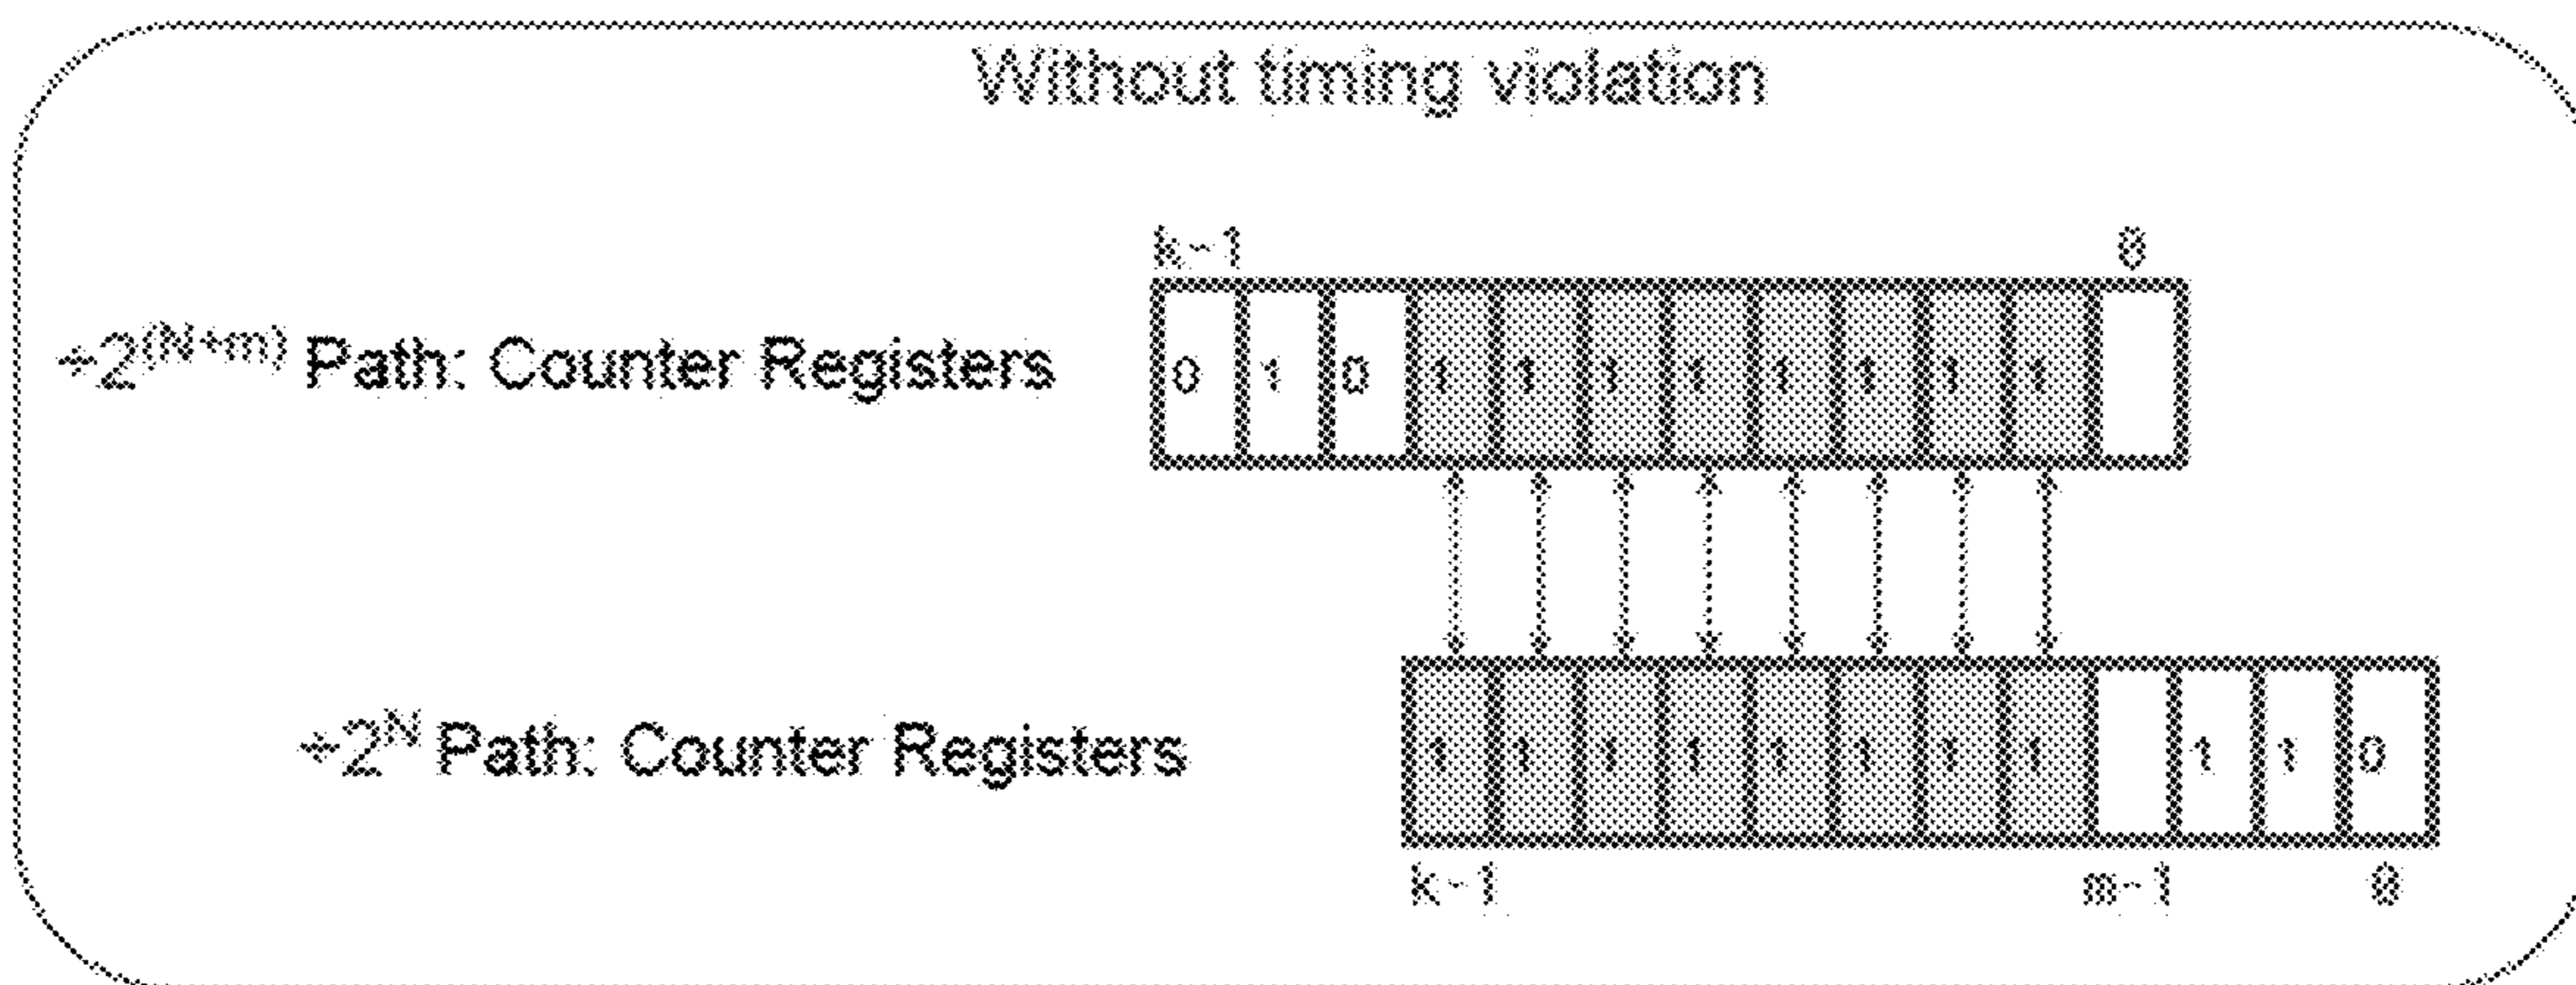 Without timing violation
k-1 0
÷2^(N+m) Path: Counter Registers
0 1 0 1 1 1 1 1 1 1 1
÷2^N Path: Counter Registers
1 1 1 1 1 1 1 1 1 1 0
k-1 m-1 0